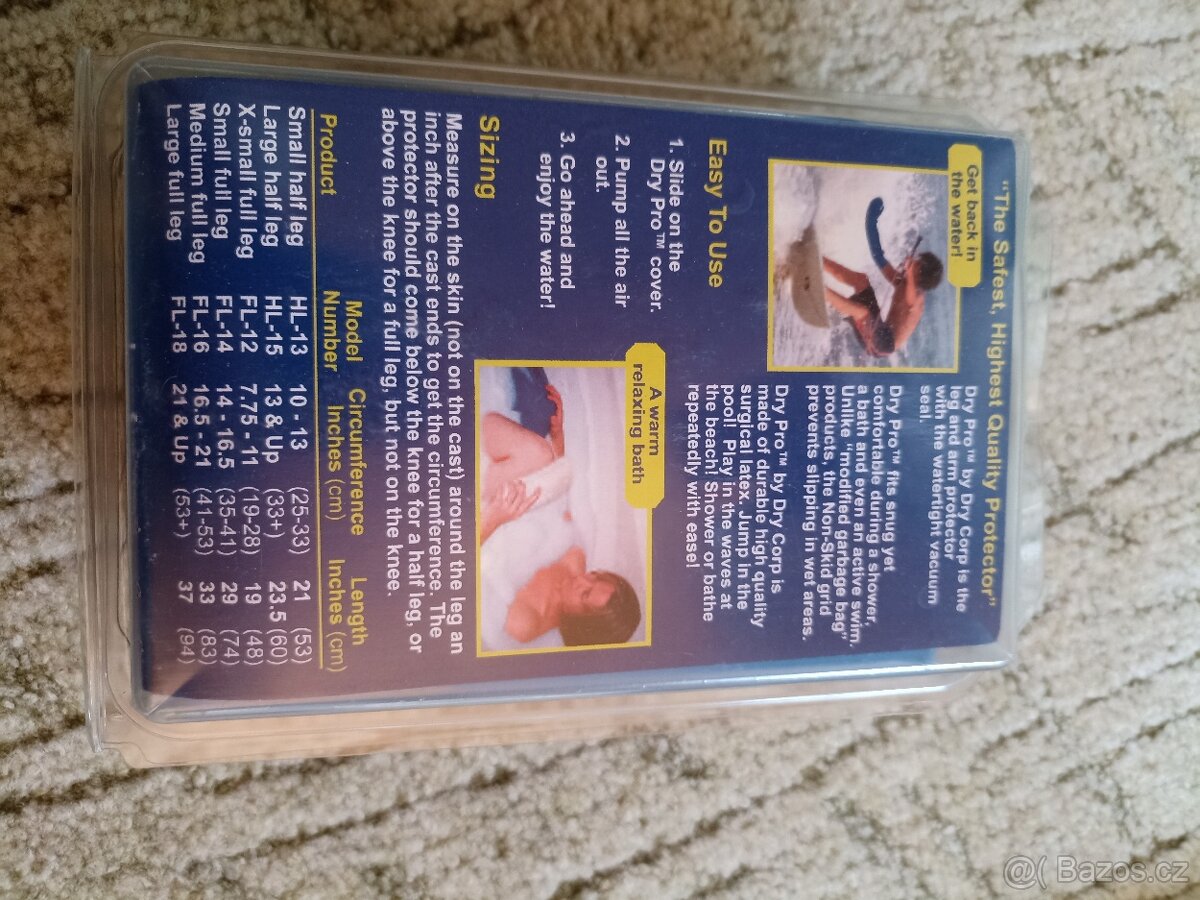 "The Safest, Highest Quality Protector"
Get back in
the water!
Dry Pro™ by Dry Corp is the
leg and arm protector
with the watertight vacuum
seal.
Dry Pro™ fits snug yet
comfortable during a shower,
a bath and even an active swim.
Unlike "modified garbage bag"
products, the Non-Skid grid
prevents slipping in wet areas.
Easy To Use
1. Slide on the
Dry Pro™ cover.
2. Pump all the air
out.
3. Go ahead and
enjoy the water!
Dry Pro™ by Dry Corp is
made of durable high quality
surgical latex. Jump in the
pool! Play in the waves at
the beach! Shower or bathe
repeatedly with ease!
A warm
relaxing bath
Sizing
Measure on the skin (not on the cast) around the leg an
inch after the cast ends to get the circumference. The
protector should come below the knee for a half leg, or
above the knee for a full leg, but not on the knee.
Model Circumference Length
Product Number Inches (cm) Inches (cm)
Small half leg HL-13 10 - 13 (25-33) 21 (53)
Large half leg HL-15 13 & Up (33+) 23.5 (60)
X-small full leg FL-12 7.75 -11 (19-28) 19 (48)
Small full leg FL-14 14 - 16.5 (35-41) 29 (74)
Medium full leg FL-16 16.5 -21 (41-53) 33 (83)
Large full leg FL-18 21 & Up (53+) 37 (94)
@( Bazos.cz